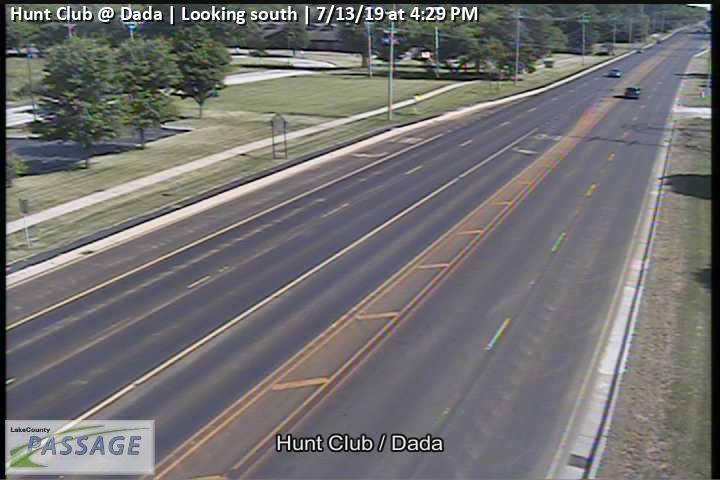 Hunt Club @ Dada | Looking south | 7/13/19 at 4:29 PM
LakeCounty
PASSAGE
Hunt Club / Dada